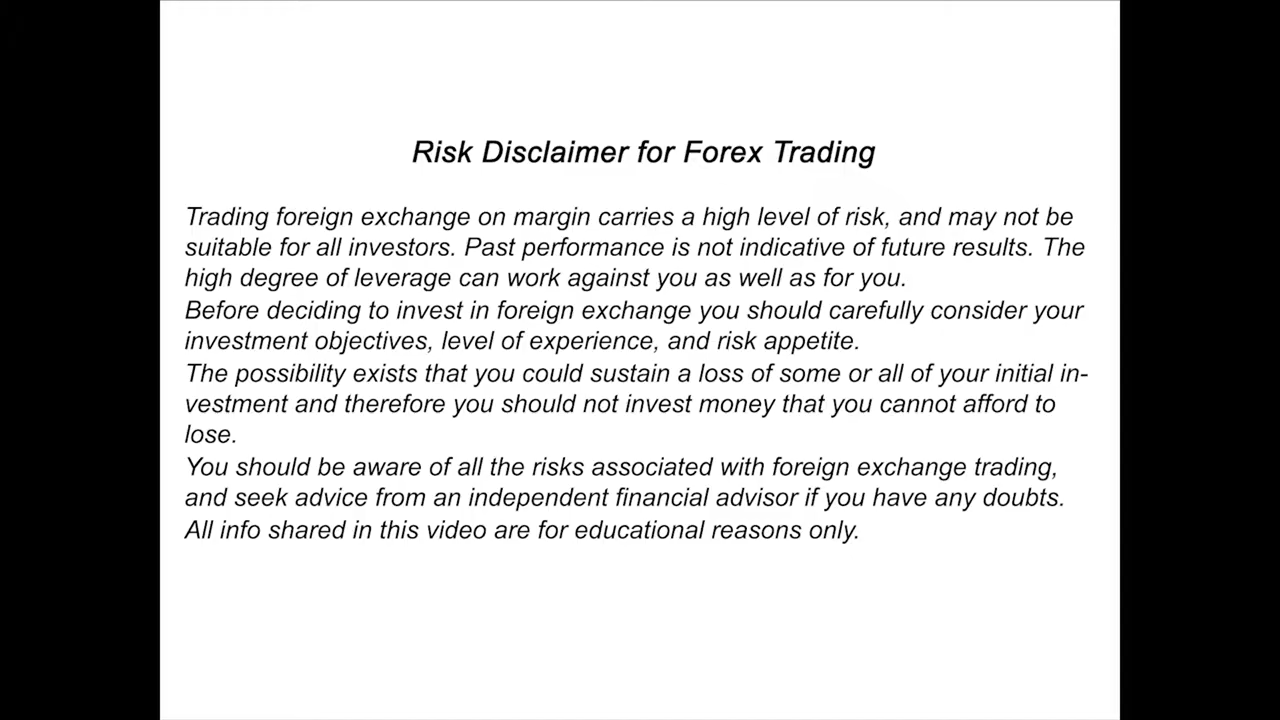 Risk Disclaimer for Forex Trading
Trading foreign exchange on margin carries a high level of risk, and may not be
suitable for all investors. Past performance is not indicative of future results. The
high degree of leverage can work against you as well as for you.
Before deciding to invest in foreign exchange you should carefully consider your
investment objectives, level of experience, and risk appetite.
The possibility exists that you could sustain a loss of some or all of your initial in-
vestment and therefore you should not invest money that you cannot afford to
lose.
You should be aware of all the risks associated with foreign exchange trading,
and seek advice from an independent financial advisor if you have any doubts.
All info shared in this video are for educational reasons only.